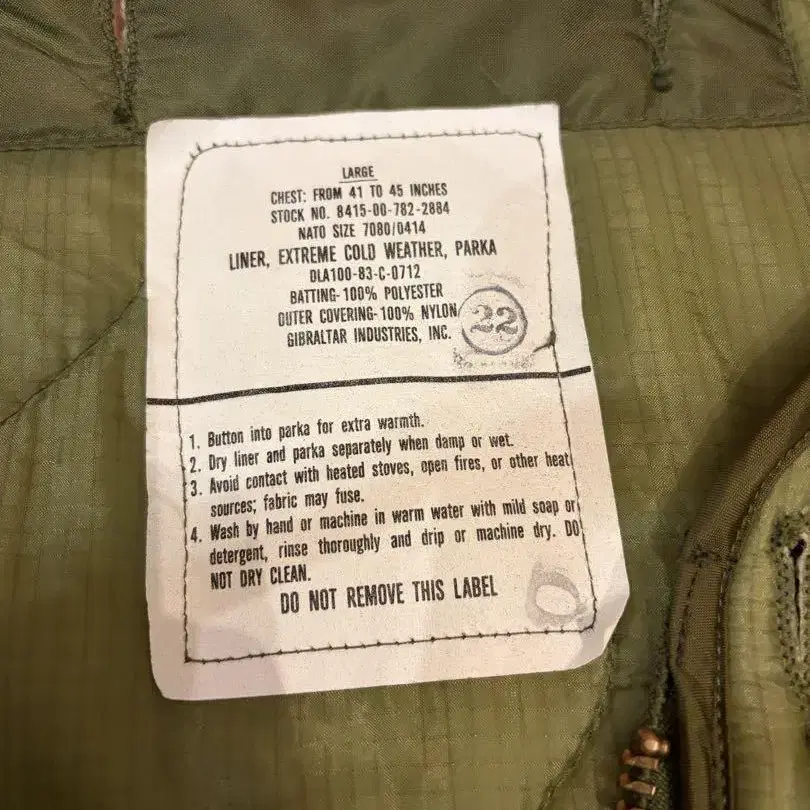 LARGE
CHEST: FROM 41 TO 45 INCHES
STOCK NO. 8415-00-782-2884
NATO SIZE 7080/0414
LINER, EXTREME COLD WEATHER, PARKA
DLA100-83-C-0712
BATTING-100% POLYESTER
OUTER COVERING-100% NYLON
GIBRALTAR INDUSTRIES, INC.
22
1. Button into parka for extra warmth.
2. Dry liner and parka separately when damp or wet.
3. Avoid contact with heated stoves, open fires, or other heat
sources; fabric may fuse.
4. Wash by hand or machine in warm water with mild soap or
detergent, rinse thoroughly and drip or machine dry. DO
NOT DRY CLEAN.
DO NOT REMOVE THIS LABEL